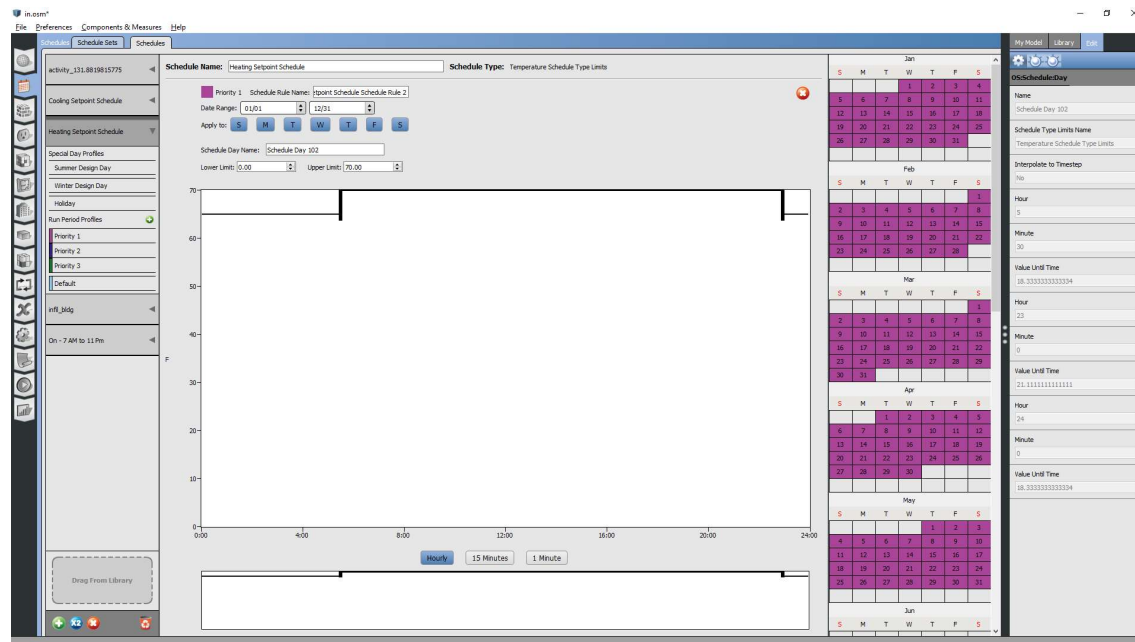 in.osm*
File Preferences Components & Measures Help
Schedules Schedule Sets Schedules
My Model Library Edit
activity_131.8819815775
Cooling Setpoint Schedule
Heating Setpoint Schedule
Special Day Profiles
Summer Design Day
Winter Design Day
Holiday
Run Period Profiles
Priority 1
Priority 2
Priority 3
Default
infil_bldg
On - 7 AM to 11 Pm
Drag From Library
X2
Schedule Name: Heating Setpoint Schedule Schedule Type: Temperature Schedule Type Limits
Priority 1 Schedule Rule Name: tpoint Schedule Schedule Rule 2
Date Range: 01/01 12/31
Apply to: S M T W T F S
Schedule Day Name: Schedule Day 102
Lower Limit: 0.00 Upper Limit: 70.00
70
60
50
40
F
30
20
10
0
0:00 4:00 8:00 12:00 16:00 20:00 24:00
Hourly 15 Minutes 1 Minute
Jan
S M T W T F S
1 2 3 4
5 6 7 8 9 10 11
12 13 14 15 16 17 18
19 20 21 22 23 24 25
26 27 28 29 30 31
Feb
S M T W T F S
1
2 3 4 5 6 7 8
9 10 11 12 13 14 15
16 17 18 19 20 21 22
23 24 25 26 27 28
Mar
S M T W T F S
1
2 3 4 5 6 7 8
9 10 11 12 13 14 15
16 17 18 19 20 21 22
23 24 25 26 27 28 29
30 31
Apr
S M T W T F S
1 2 3 4 5
6 7 8 9 10 11 12
13 14 15 16 17 18 19
20 21 22 23 24 25 26
27 28 29 30
May
S M T W T F S
1 2 3
4 5 6 7 8 9 10
11 12 13 14 15 16 17
18 19 20 21 22 23 24
25 26 27 28 29 30 31
Jun
S M T W T F S
OS:Schedule:Day
Name
Schedule Day 102
Schedule Type Limits Name
Temperature Schedule Type Limits
Interpolate to Timestep
No
Hour
5
Minute
30
Value Until Time
18.3333333333334
Hour
23
Minute
0
Value Until Time
21.1111111111111
Hour
24
Minute
0
Value Until Time
18.3333333333334